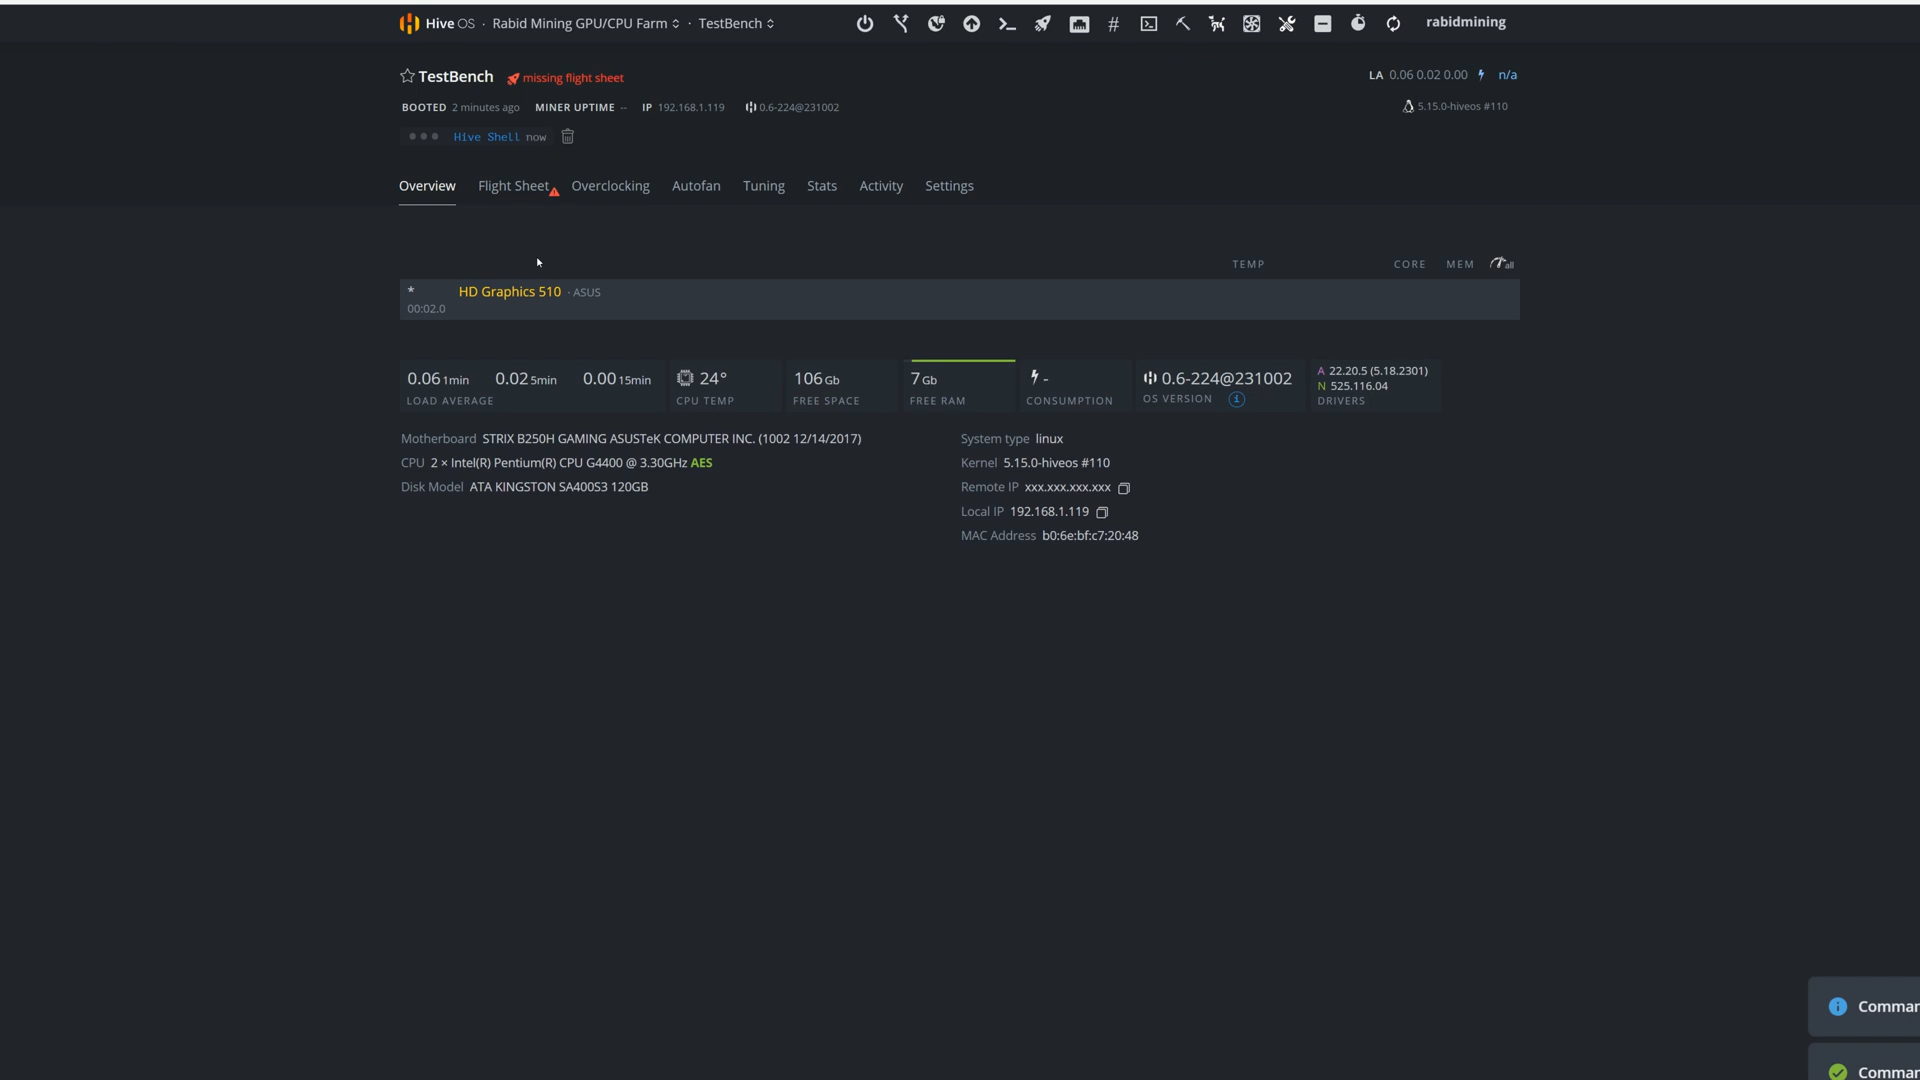 Hive OS · Rabid Mining GPU/CPU Farm · TestBench # rabidmining
TestBench missing flight sheet LA 0.06 0.02 0.00 n/a
BOOTED 2 minutes ago MINER UPTIME -- IP 192.168.1.119 0.6-224@231002 5.15.0-hiveos #110
Hive Shell now
Overview Flight Sheet Overclocking Autofan Tuning Stats Activity Settings
TEMP CORE MEM all
* HD Graphics 510 · ASUS
00:02.0
0.06 1min 0.02 5min 0.00 15min
LOAD AVERAGE
24°
CPU TEMP
106 Gb
FREE SPACE
7 Gb
FREE RAM
-
CONSUMPTION
0.6-224@231002
OS VERSION
A 22.20.5 (5.18.2301)
N 525.116.04
DRIVERS
Motherboard STRIX B250H GAMING ASUSTeK COMPUTER INC. (1002 12/14/2017)
CPU 2 × Intel(R) Pentium(R) CPU G4400 @ 3.30GHz AES
Disk Model ATA KINGSTON SA400S3 120GB
System type linux
Kernel 5.15.0-hiveos #110
Remote IP xxx.xxx.xxx.xxx
Local IP 192.168.1.119
MAC Address b0:6e:bf:c7:20:48
Comman
Comman